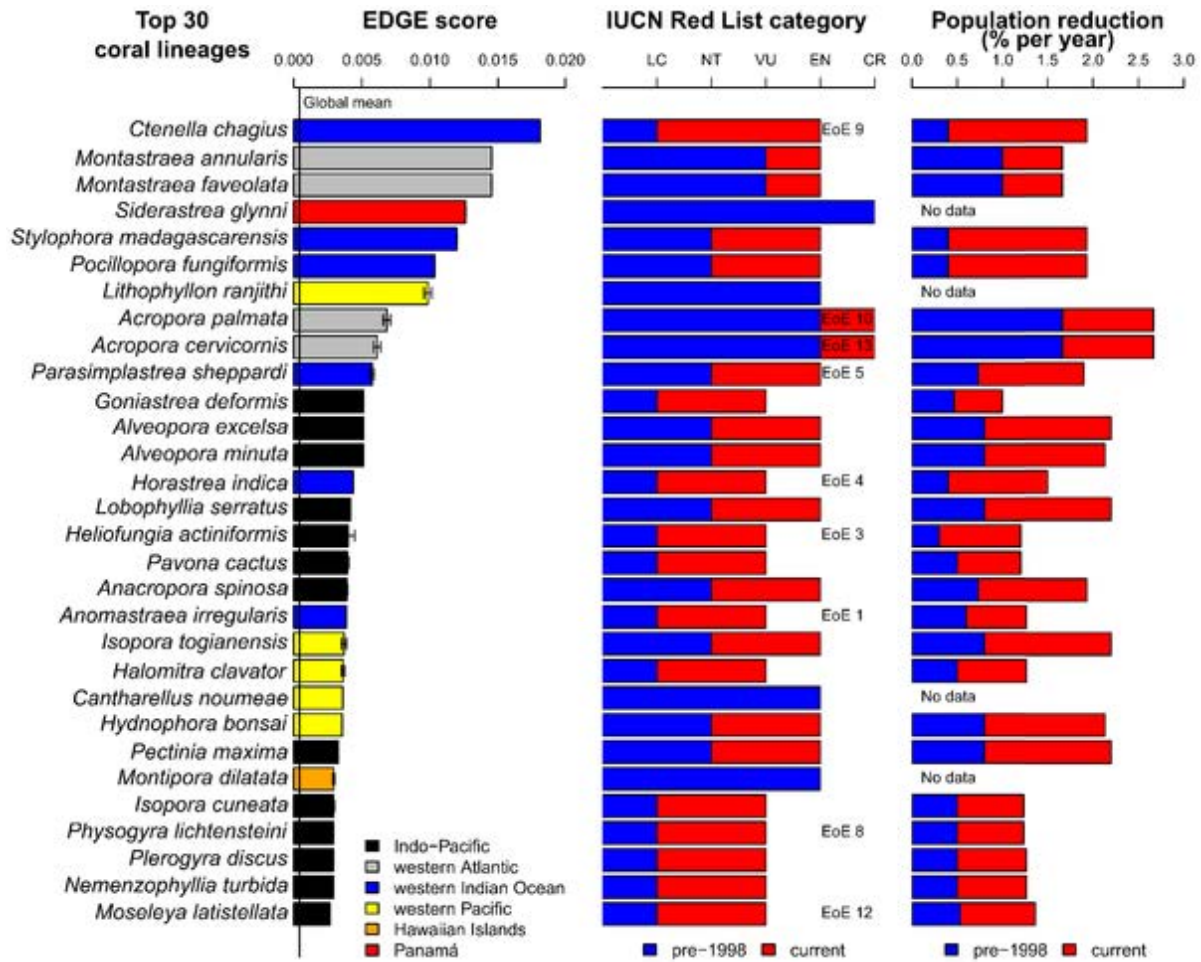 Top 30
coral lineages
EDGE score
IUCN Red List category
Population reduction
(% per year)
0.000 0.005 0.010 0.015 0.020
LC NT VU EN CR
0.0 0.5 1.0 1.5 2.0 2.5 3.0
Global mean
Ctenella chagius EoE 9
Montastraea annularis
Montastraea faveolata
Siderastrea glynni No data
Stylophora madagascarensis
Pocillopora fungiformis
Lithophyllon ranjithi No data
Acropora palmata EoE 10
Acropora cervicornis EoE 13
Parasimplastrea sheppardi EoE 5
Goniastrea deformis
Alveopora excelsa
Alveopora minuta
Horastrea indica EoE 4
Lobophyllia serratus
Heliofungia actiniformis EoE 3
Pavona cactus
Anacropora spinosa
Anomastraea irregularis EoE 1
Isopora togianensis
Halomitra clavator
Cantharellus noumeae No data
Hydnophora bonsai
Pectinia maxima
Montipora dilatata No data
Isopora cuneata
Physogyra lichtensteini EoE 8
Plerogyra discus
Nemenzophyllia turbida
Moseleya latistellata EoE 12
Indo-Pacific
western Atlantic
western Indian Ocean
western Pacific
Hawaiian Islands
Panamá
pre-1998 current
pre-1998 current